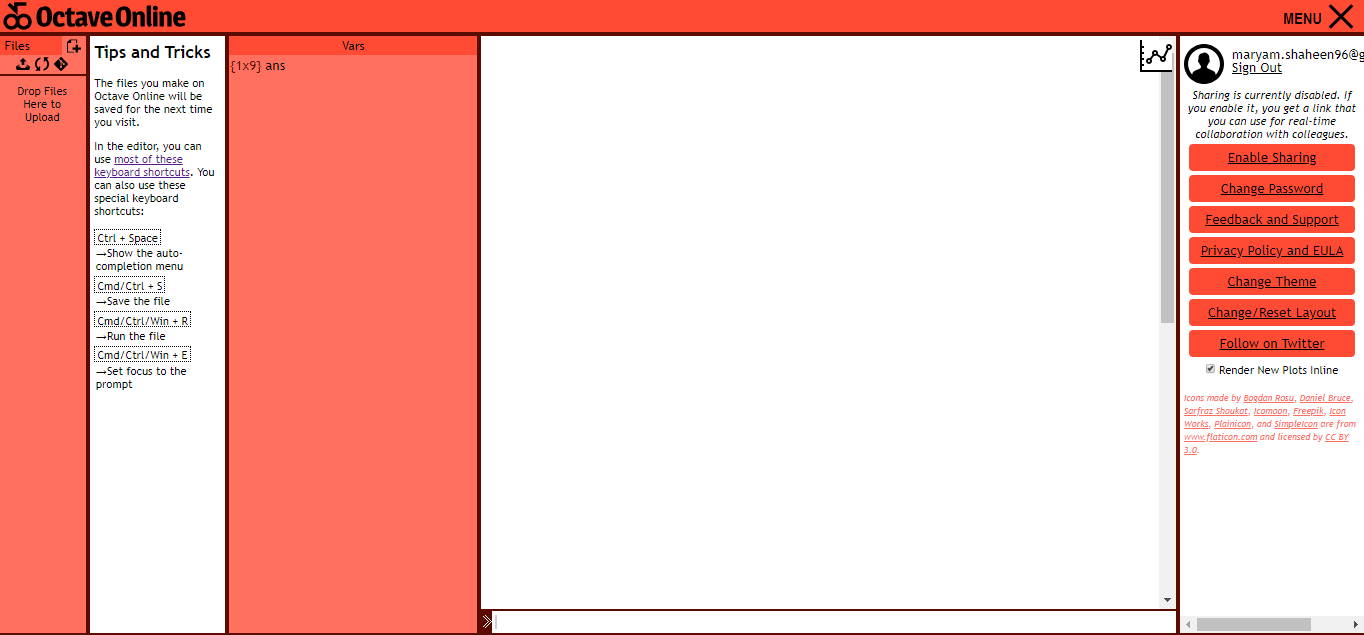 Octave Online
MENU
Files
Drop Files
Here to
Upload
Tips and Tricks
The files you make on
Octave Online will be
saved for the next time
you visit.
In the editor, you can
use most of these
keyboard shortcuts. You
can also use these
special keyboard
shortcuts:
Ctrl + Space
→Show the auto-
completion menu
Cmd/Ctrl + S
→Save the file
Cmd/Ctrl/Win + R
→Run the file
Cmd/Ctrl/Win + E
→Set focus to the
prompt
Vars
{1x9} ans
maryam.shaheen96@g
Sign Out
Sharing is currently disabled. If
you enable it, you get a link that
you can use for real-time
collaboration with colleagues.
Enable Sharing
Change Password
Feedback and Support
Privacy Policy and EULA
Change Theme
Change/Reset Layout
Follow on Twitter
Render New Plots Inline
Icons made by Bogdan Rosu, Daniel Bruce,
Sarfraz Shoukat, Icomoon, Freepik, Icon
Works, Plainicon, and SimpleIcon are from
www.flaticon.com and licensed by CC BY
3.0.